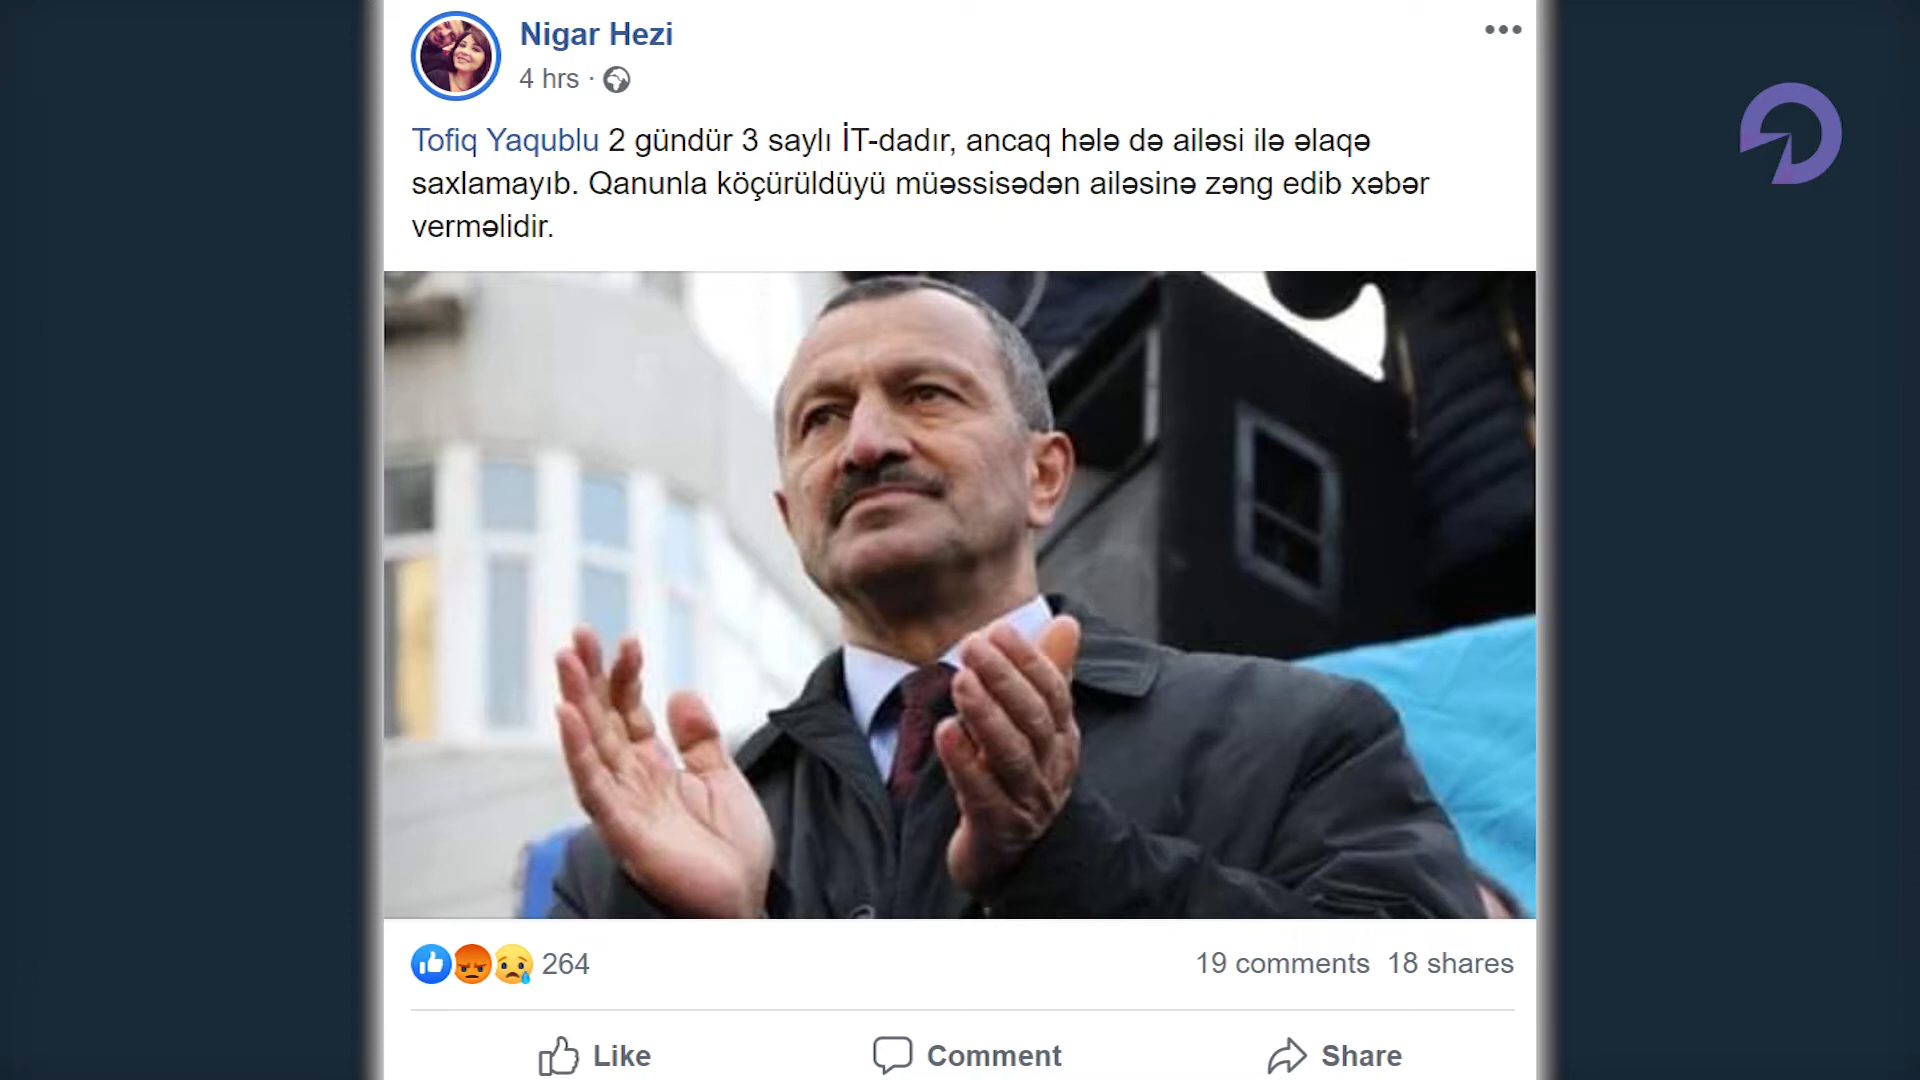 Nigar Hezi
4 hrs ·
Tofiq Yaqublu 2 gündür 3 saylı İT-dadır, ancaq hələ də ailəsi ilə əlaqə
saxlamayıb. Qanunla köçürüldüyü müəssisədən ailəsinə zəng edib xəbər
verməlidir.
264
19 comments 18 shares
Like Comment Share